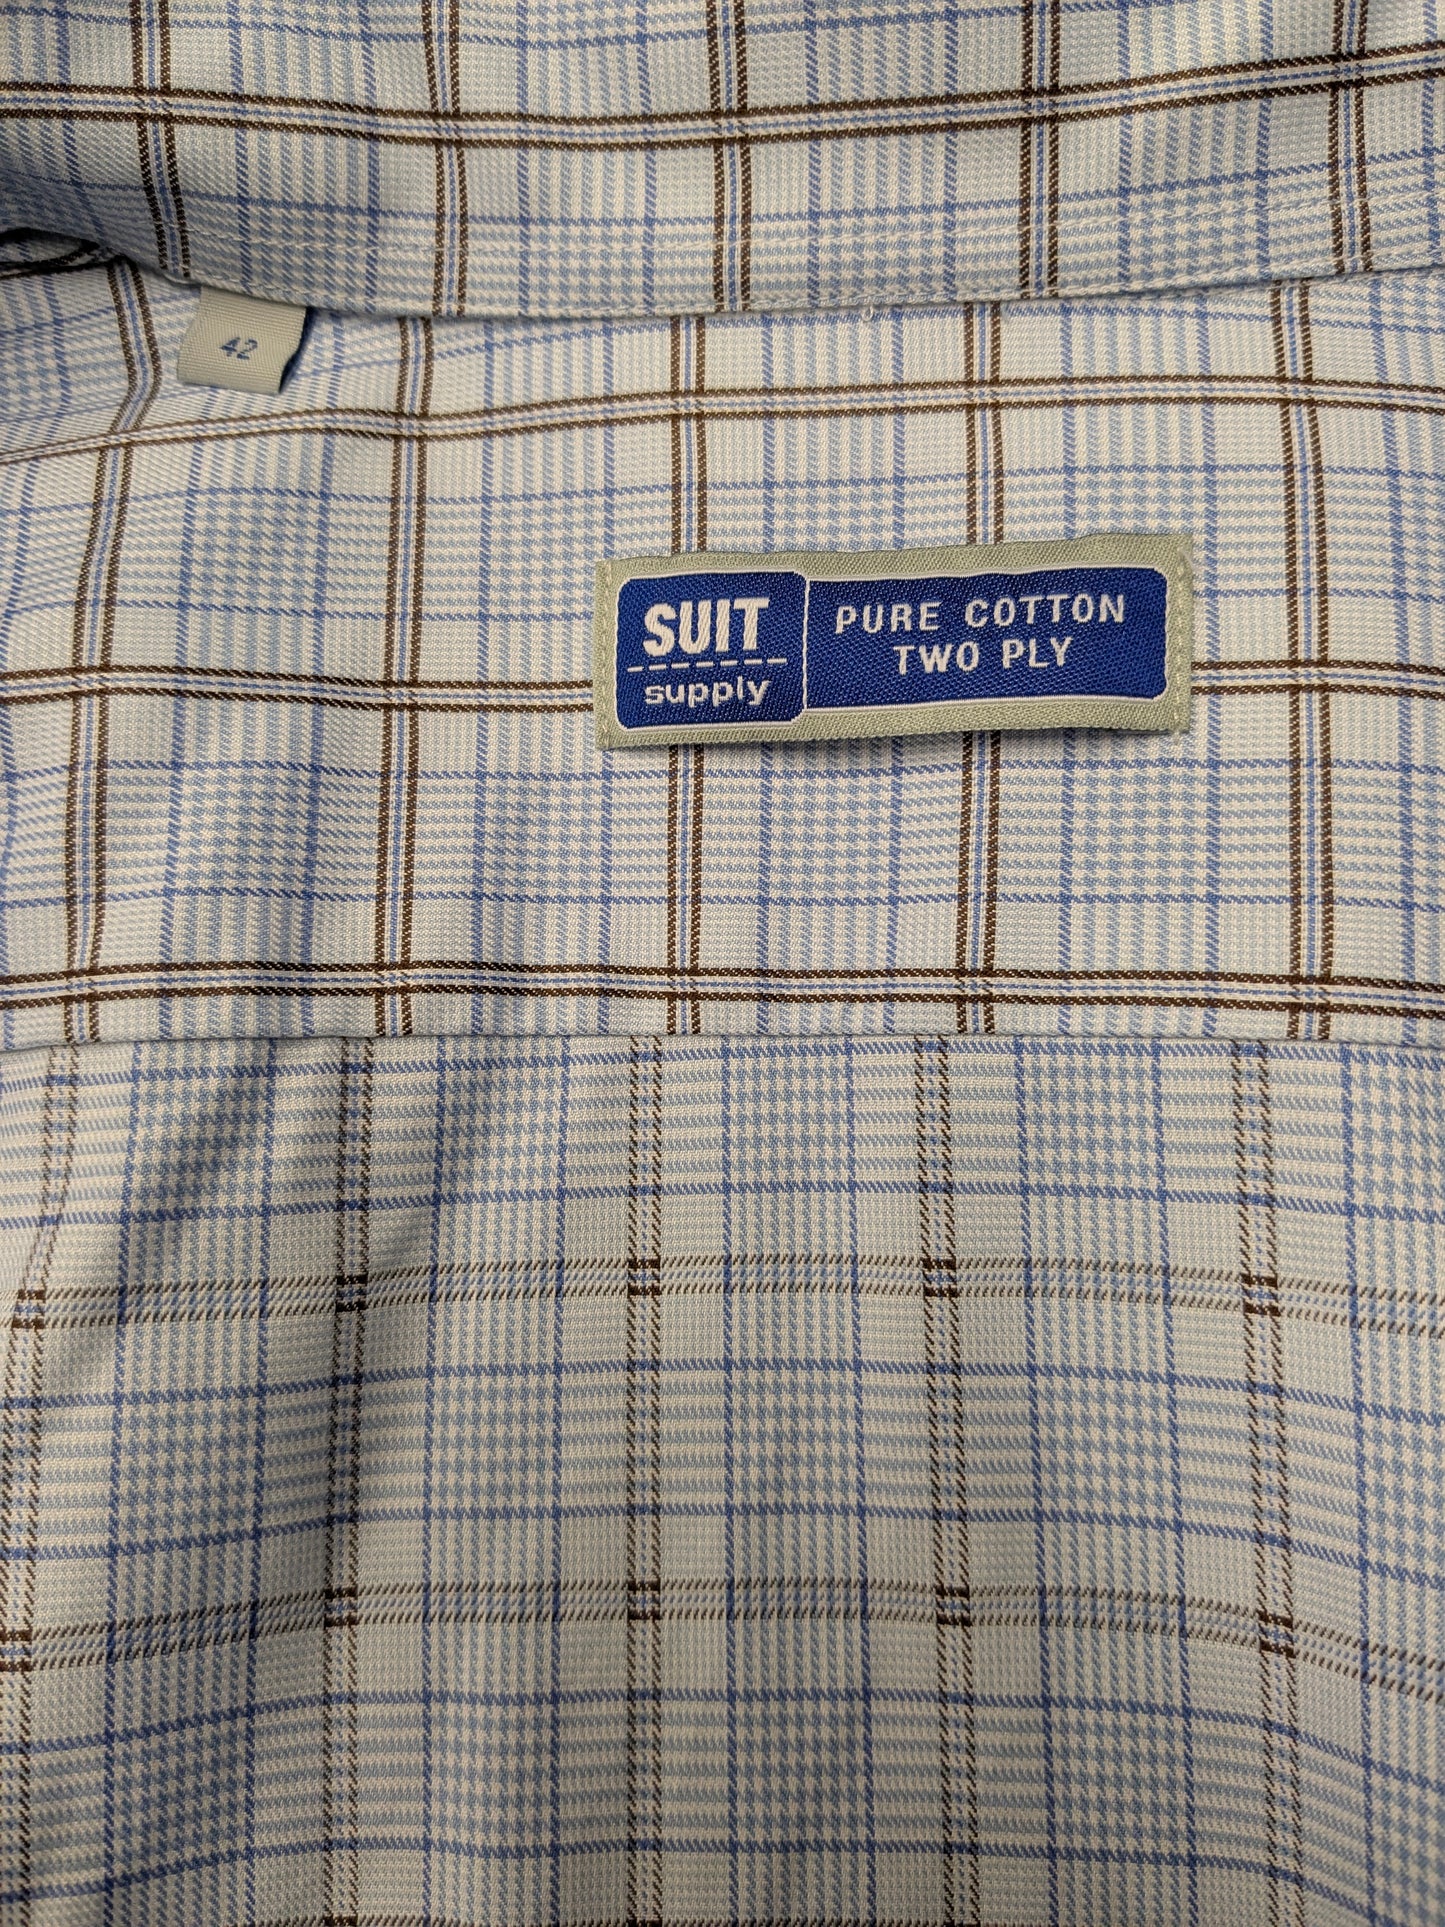 42
SUIT
supply
PURE COTTON
TWO PLY